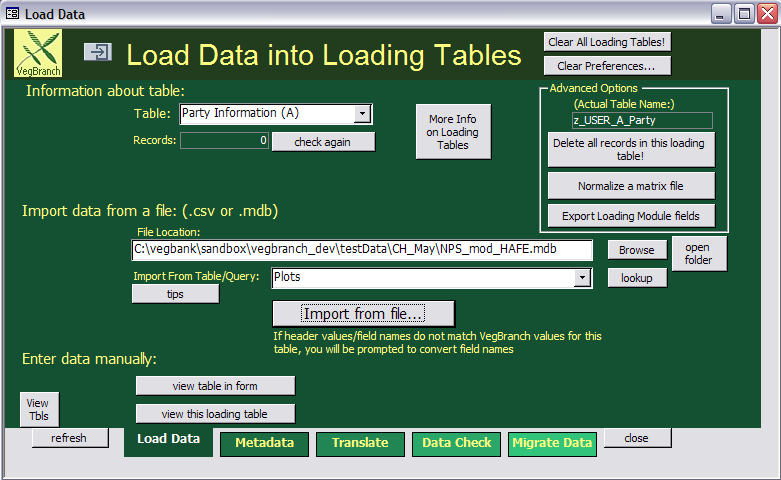 Load Data
VegBranch
Load Data into Loading Tables
Clear All Loading Tables!
Clear Preferences...
Information about table:
Table:
Party Information (A)
Records:
0
check again
More Info
on Loading
Tables
Advanced Options
(Actual Table Name:)
z_USER_A_Party
Delete all records in this loading
table!
Normalize a matrix file
Export Loading Module fields
Import data from a file: (.csv or .mdb)
File Location:
C:\vegbank\sandbox\vegbranch_dev\testData\CH_May\NPS_mod_HAFE.mdb
Browse
open
folder
Import From Table/Query:
Plots
lookup
tips
Import from file...
If header values/field names do not match VegBranch values for this
table, you will be prompted to convert field names
Enter data manually:
view table in form
view this loading table
View
Tbls
refresh
Load Data
Metadata
Translate
Data Check
Migrate Data
close